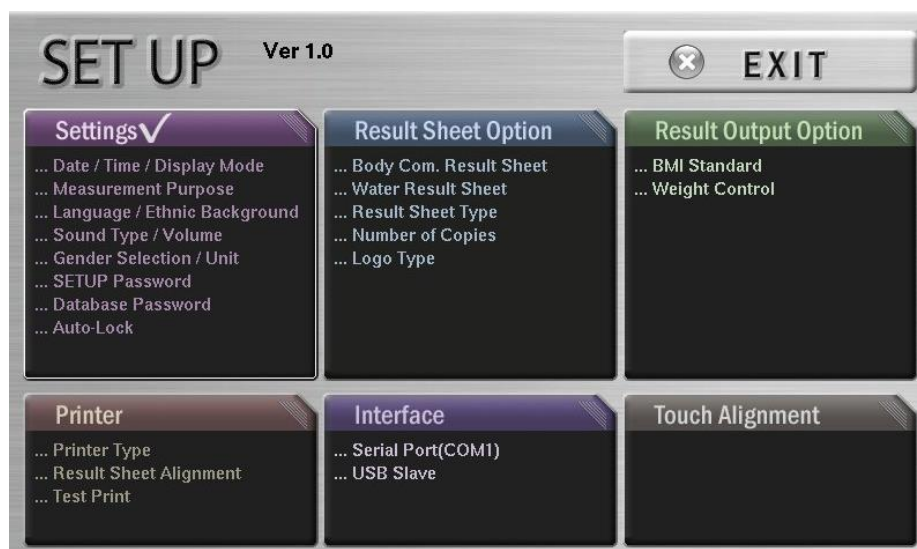 SET UP Ver 1.0
EXIT
Settings
... Date / Time / Display Mode
... Measurement Purpose
... Language / Ethnic Background
... Sound Type / Volume
... Gender Selection / Unit
... SETUP Password
... Database Password
... Auto-Lock
Result Sheet Option
... Body Com. Result Sheet
... Water Result Sheet
... Result Sheet Type
... Number of Copies
... Logo Type
Result Output Option
... BMI Standard
... Weight Control
Printer
... Printer Type
... Result Sheet Alignment
... Test Print
Interface
... Serial Port(COM1)
... USB Slave
Touch Alignment